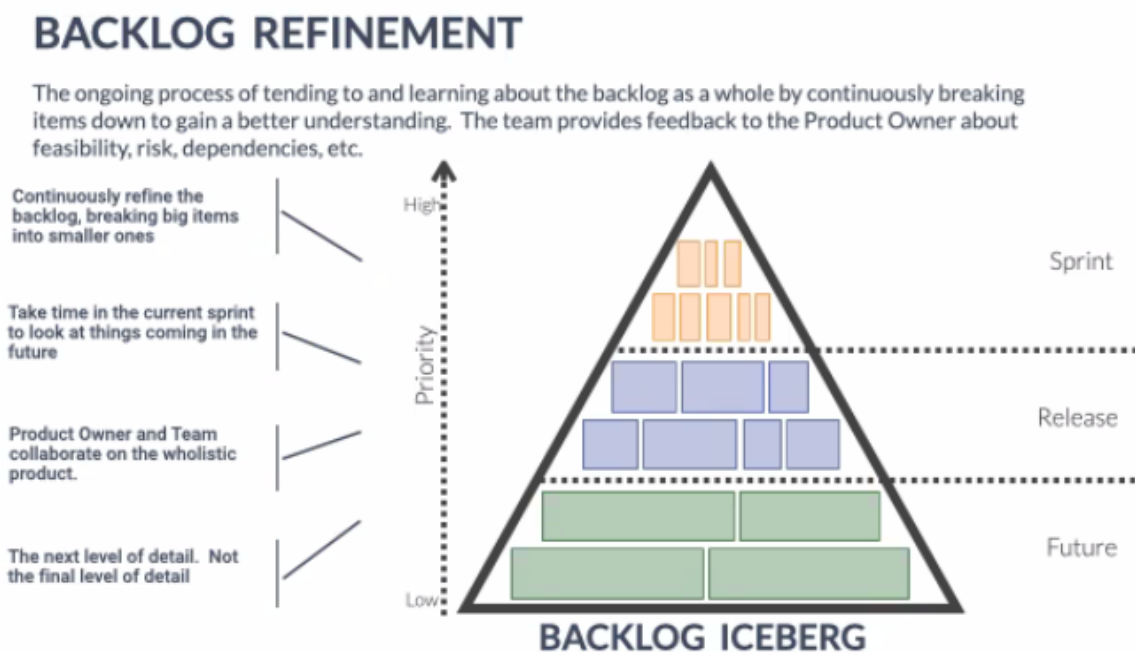 BACKLOG REFINEMENT
The ongoing process of tending to and learning about the backlog as a whole by continuously breaking
items down to gain a better understanding. The team provides feedback to the Product Owner about
feasibility, risk, dependencies, etc.
Continuously refine the
backlog, breaking big items
into smaller ones
Take time in the current sprint
to look at things coming in the
future
Product Owner and Team
collaborate on the wholistic
product.
The next level of detail. Not
the final level of detail
High
Priority
Low
Sprint
Release
Future
BACKLOG ICEBERG